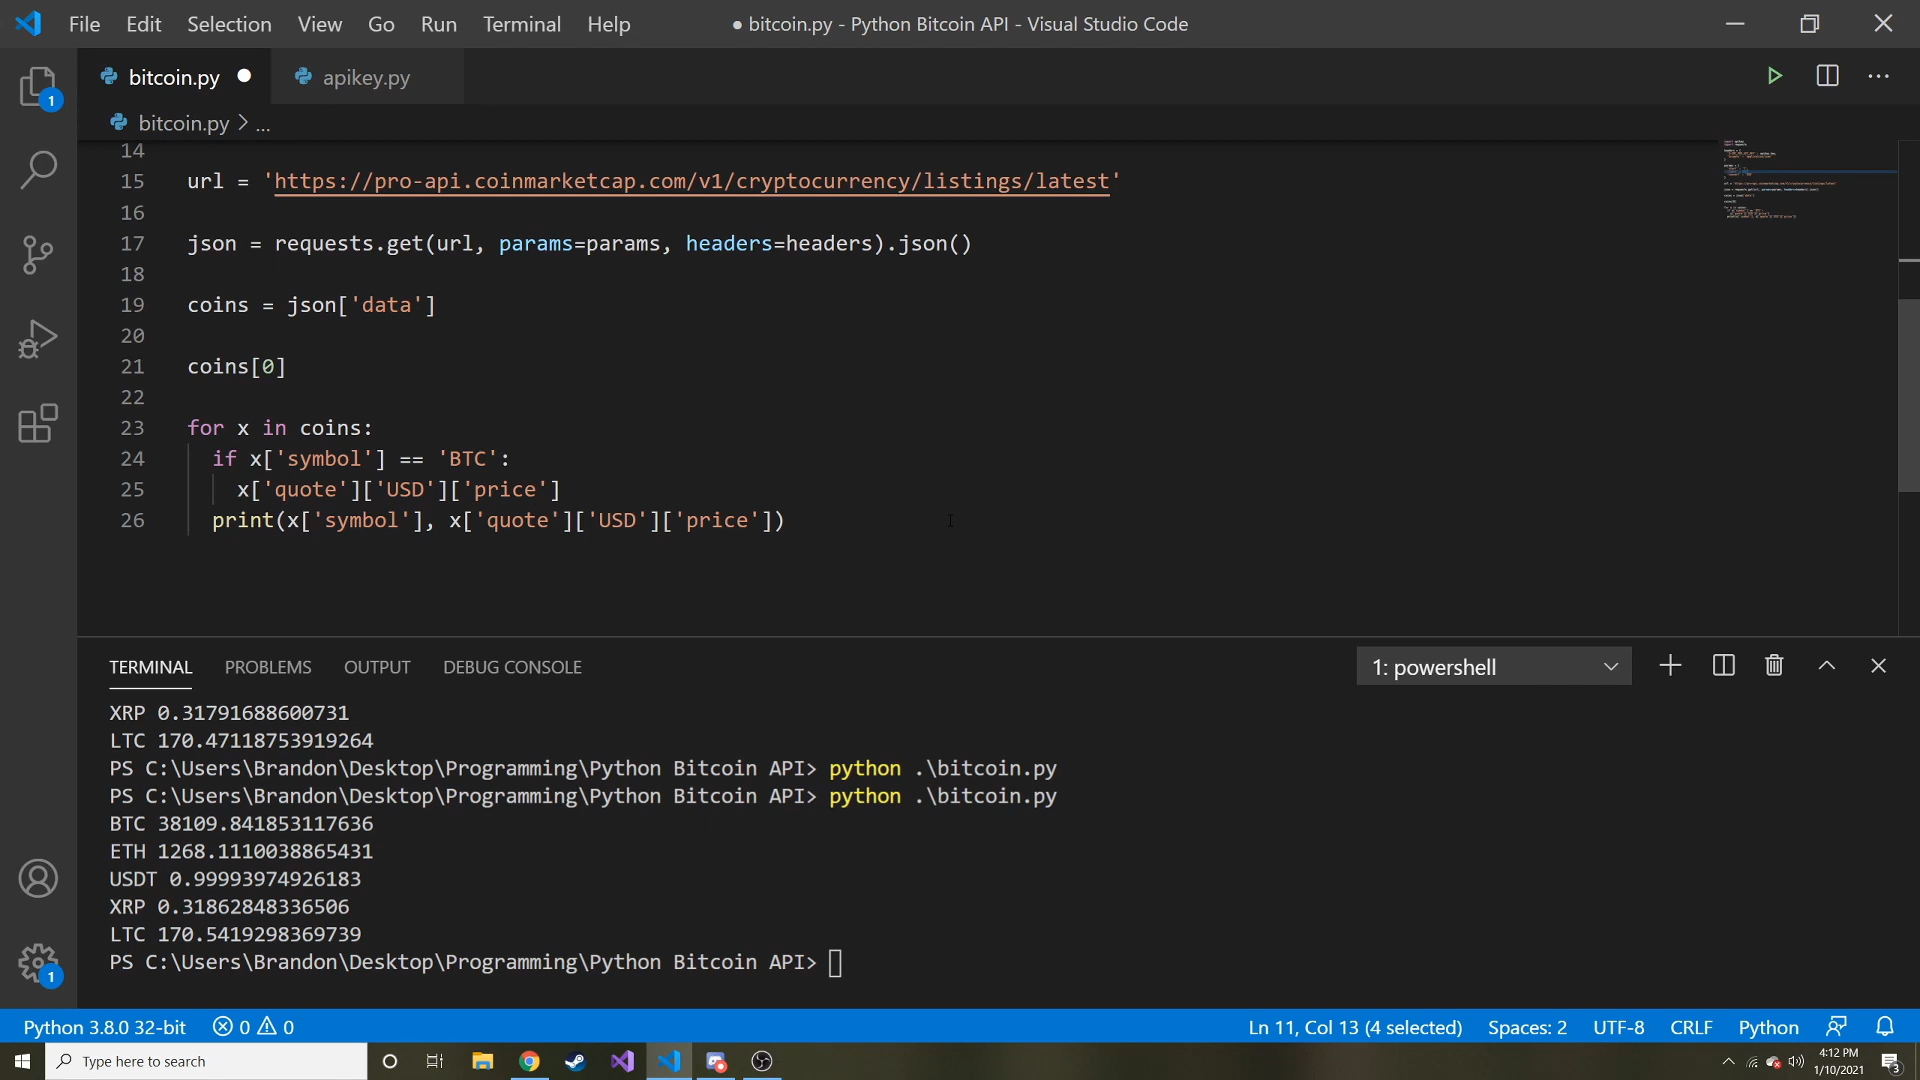 File Edit Selection View Go Run Terminal Help ● bitcoin.py - Python Bitcoin API - Visual Studio Code
bitcoin.py apikey.py
bitcoin.py > ...
14
15 url = 'https://pro-api.coinmarketcap.com/v1/cryptocurrency/listings/latest'
16
17 json = requests.get(url, params=params, headers=headers).json()
18
19 coins = json['data']
20
21 coins[0]
22
23 for x in coins:
24 if x['symbol'] == 'BTC':
25 x['quote']['USD']['price']
26 print(x['symbol'], x['quote']['USD']['price'])
1
TERMINAL PROBLEMS OUTPUT DEBUG CONSOLE 1: powershell
XRP 0.31791688600731
LTC 170.47118753919264
PS C:\Users\Brandon\Desktop\Programming\Python Bitcoin API> python .\bitcoin.py
PS C:\Users\Brandon\Desktop\Programming\Python Bitcoin API> python .\bitcoin.py
BTC 38109.841853117636
ETH 1268.1110038865431
USDT 0.99993974926183
XRP 0.31862848336506
LTC 170.5419298369739
PS C:\Users\Brandon\Desktop\Programming\Python Bitcoin API>
1
Python 3.8.0 32-bit 0 0 Ln 11, Col 13 (4 selected) Spaces: 2 UTF-8 CRLF Python
Type here to search
4:12 PM
1/10/2021
3